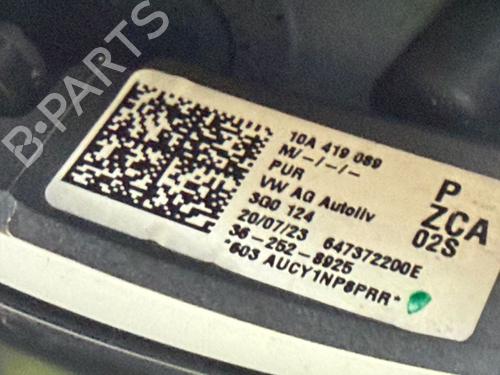 B-PARTS
10A 419 089
M/-/-/-
PUR
VW AG Autoliv
3G0 124
20/07/23 647372200E
36-252-8925
*603 AUCY1NP8PRR*
P
ZCA
02S